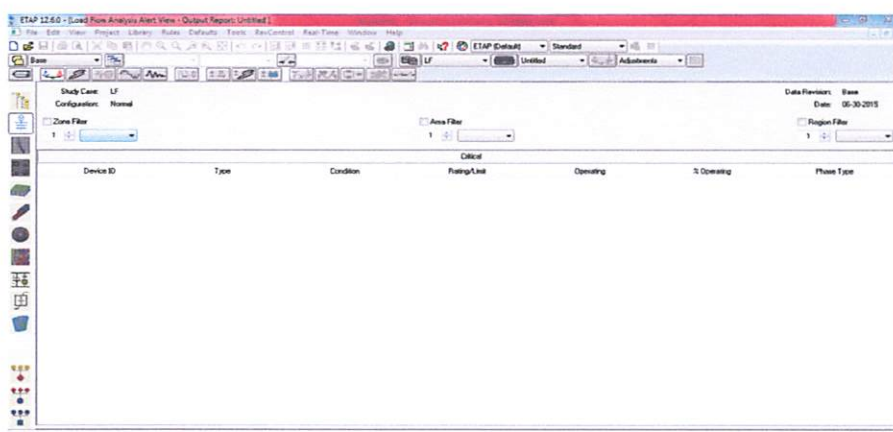 ETAP 12.6.0 - [Load Flow Analysis Alert View - Output Report: Untitled ]
File Edit View Project Library Rules Defaults Tools RevControl Real-Time Window Help
ETAP (Default) Standard
Base LF Untitled Adjustments
Study Case: LF Data Revision: Base
Configuration: Normal Date: 06-30-2015
Zone Filter Area Filter Region Filter
1 1 1
Critical
Device ID Type Condition Rating/Limit Operating % Operating Phase Type